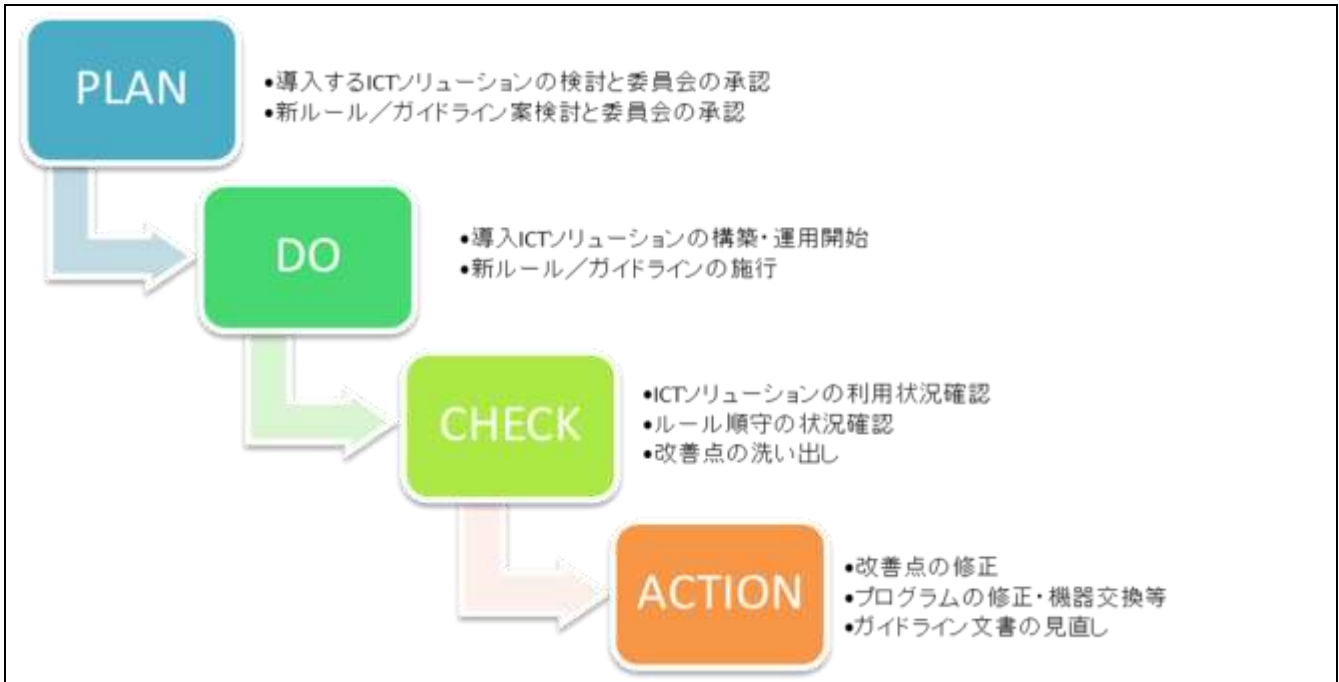 PLAN
•導入するICTソリューションの検討と委員会の承認
•新ルール／ガイドライン案検討と委員会の承認
DO
•導入ICTソリューションの構築・運用開始
•新ルール／ガイドラインの施行
CHECK
•ICTソリューションの利用状況確認
•ルール順守の状況確認
•改善点の洗い出し
ACTION
•改善点の修正
•プログラムの修正・機器交換等
•ガイドライン文書の見直し